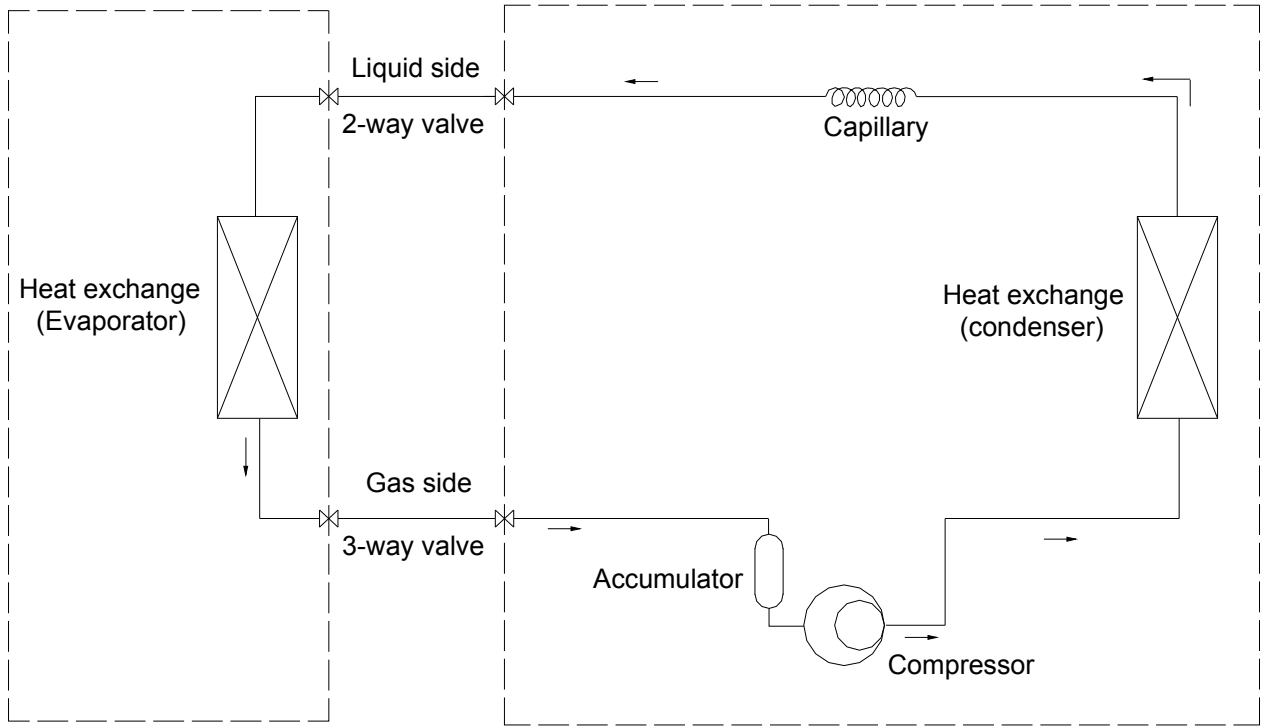 Liquid side
2-way valve
Capillary
Heat exchange
(Evaporator)
Heat exchange
(condenser)
Gas side
3-way valve
Accumulator
Compressor